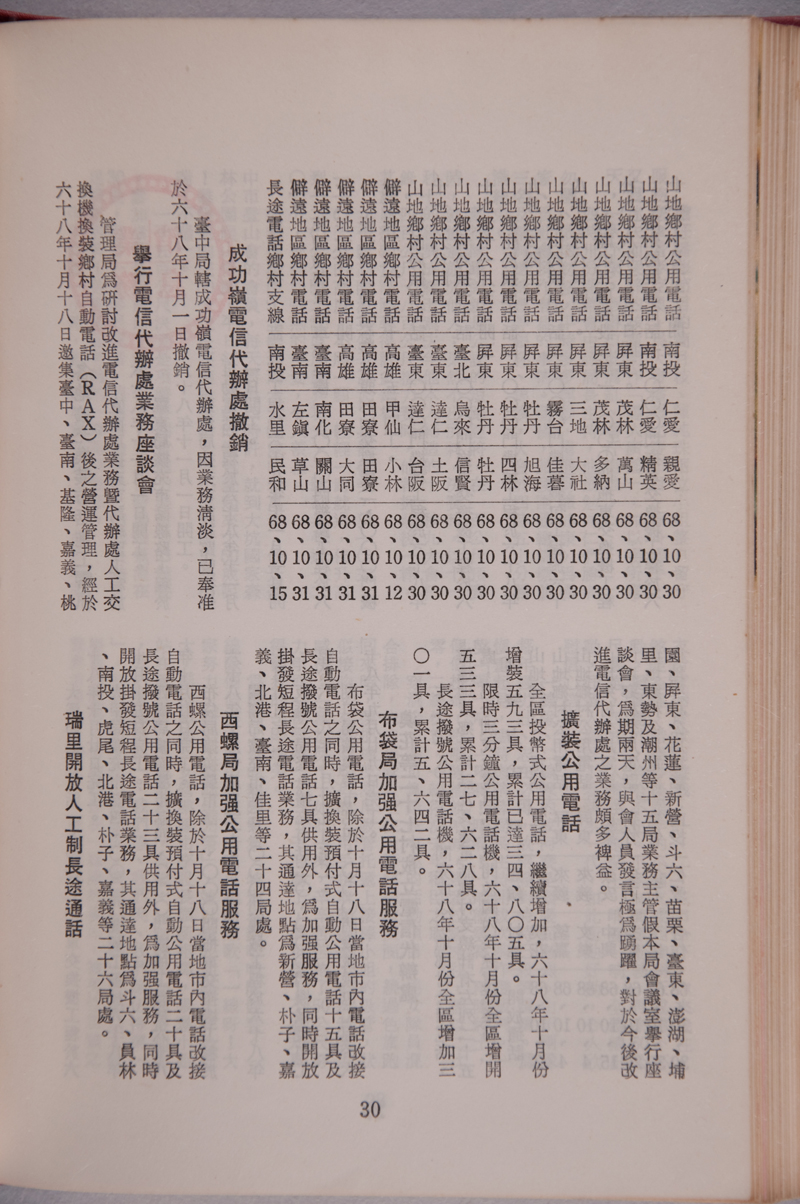 山地鄉村公用電話 南投 仁愛 親愛 68、10、30
山地鄉村公用電話 南投 仁愛 精英 68、10、30
山地鄉村公用電話 屏東 茂林 萬山 68、10、30
山地鄉村公用電話 屏東 茂林 多納 68、10、30
山地鄉村公用電話 屏東 三地 大社 68、10、30
山地鄉村公用電話 屏東 霧台 佳暮 68、10、30
山地鄉村公用電話 屏東 牡丹 旭海 68、10、30
山地鄉村公用電話 屏東 牡丹 四林 68、10、30
山地鄉村公用電話 屏東 牡丹 牡丹 68、10、30
山地鄉村公用電話 臺北 烏來 信賢 68、10、30
山地鄉村公用電話 臺東 達仁 土阪 68、10、30
山地鄉村公用電話 臺東 達仁 台阪 68、10、30
僻遠地區鄉村電話 高雄 甲仙 小林 68、10、12
僻遠地區鄉村電話 高雄 田寮 田寮 68、10、31
僻遠地區鄉村電話 高雄 田寮 大同 68、10、31
僻遠地區鄉村電話 臺南 南化 關山 68、10、31
僻遠地區鄉村電話 臺南 左鎮 草山 68、10、31
長途電話鄉村支線 南投 水里 民和 68、10、15
成功嶺電信代辦處撤銷
臺中局轄成功嶺電信代辦處，因業務清淡，已奉准
於六十八年十月一日撤銷。
舉行電信代辦處業務座談會
管理局爲研討改進電信代辦處業務暨代辦處人工交
換機換裝鄉村自動電話（RAX）後之營運管理，經於
六十八年十月十八日邀集臺中、臺南、基隆、嘉義、桃
園、屏東、花蓮、新營、斗六、苗栗、臺東、澎湖、埔
里、東勢及潮州等十五局業務主管假本局會議室舉行座
談會，爲期兩天，與會人員發言極爲踴躍，對於今後改
進電信代辦處之業務頗多裨益。
擴裝公用電話
全區投幣式公用電話，繼續增加，六十八年十月份
增裝五九三具，累計已達三四、八〇五具。
限時三分鐘公用電話機，六十八年十月份全區增開
五三三具，累計二七、六二八具。
長途撥號公用電話機，六十八年十月份全區增加三
〇一具，累計五、六四二具。
布袋局加强公用電話服務
布袋公用電話，除於十月十八日當地市內電話改接
自動電話之同時，擴換裝預付式自動公用電話十五具及
長途撥號公用電話七具供用外，爲加强服務，同時開放
掛發短程長途電話業務，其通達地點爲新營、朴子、嘉
義、北港、臺南、佳里等二十四局處。
西螺局加强公用電話服務
西螺公用電話，除於十月十八日當地市內電話改接
自動電話之同時，擴換裝預付式自動公用電話二十具及
長途撥號公用電話二十三具供用外，爲加强服務，同時
開放掛發短程長途電話業務，其通達地點爲斗六、員林
、南投、虎尾、北港、朴子、嘉義等二十六局處。
瑞里開放人工制長途通話
30